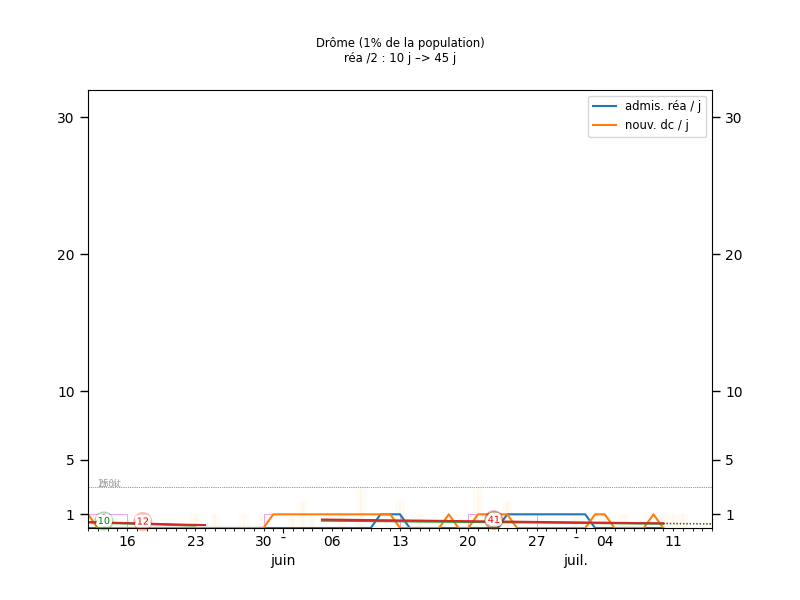 Drôme (1% de la population)
réa /2 : 10 j –> 45 j
admis. réa / j
nouv. dc / j
30 30
20 20
10 10
5 5
1 1
10 12 41
16 23 30 - 06 13 20 27 - 04 11
juin juil.